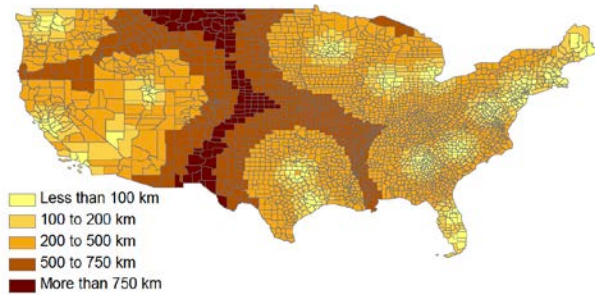 Less than 100 km
100 to 200 km
200 to 500 km
500 to 750 km
More than 750 km